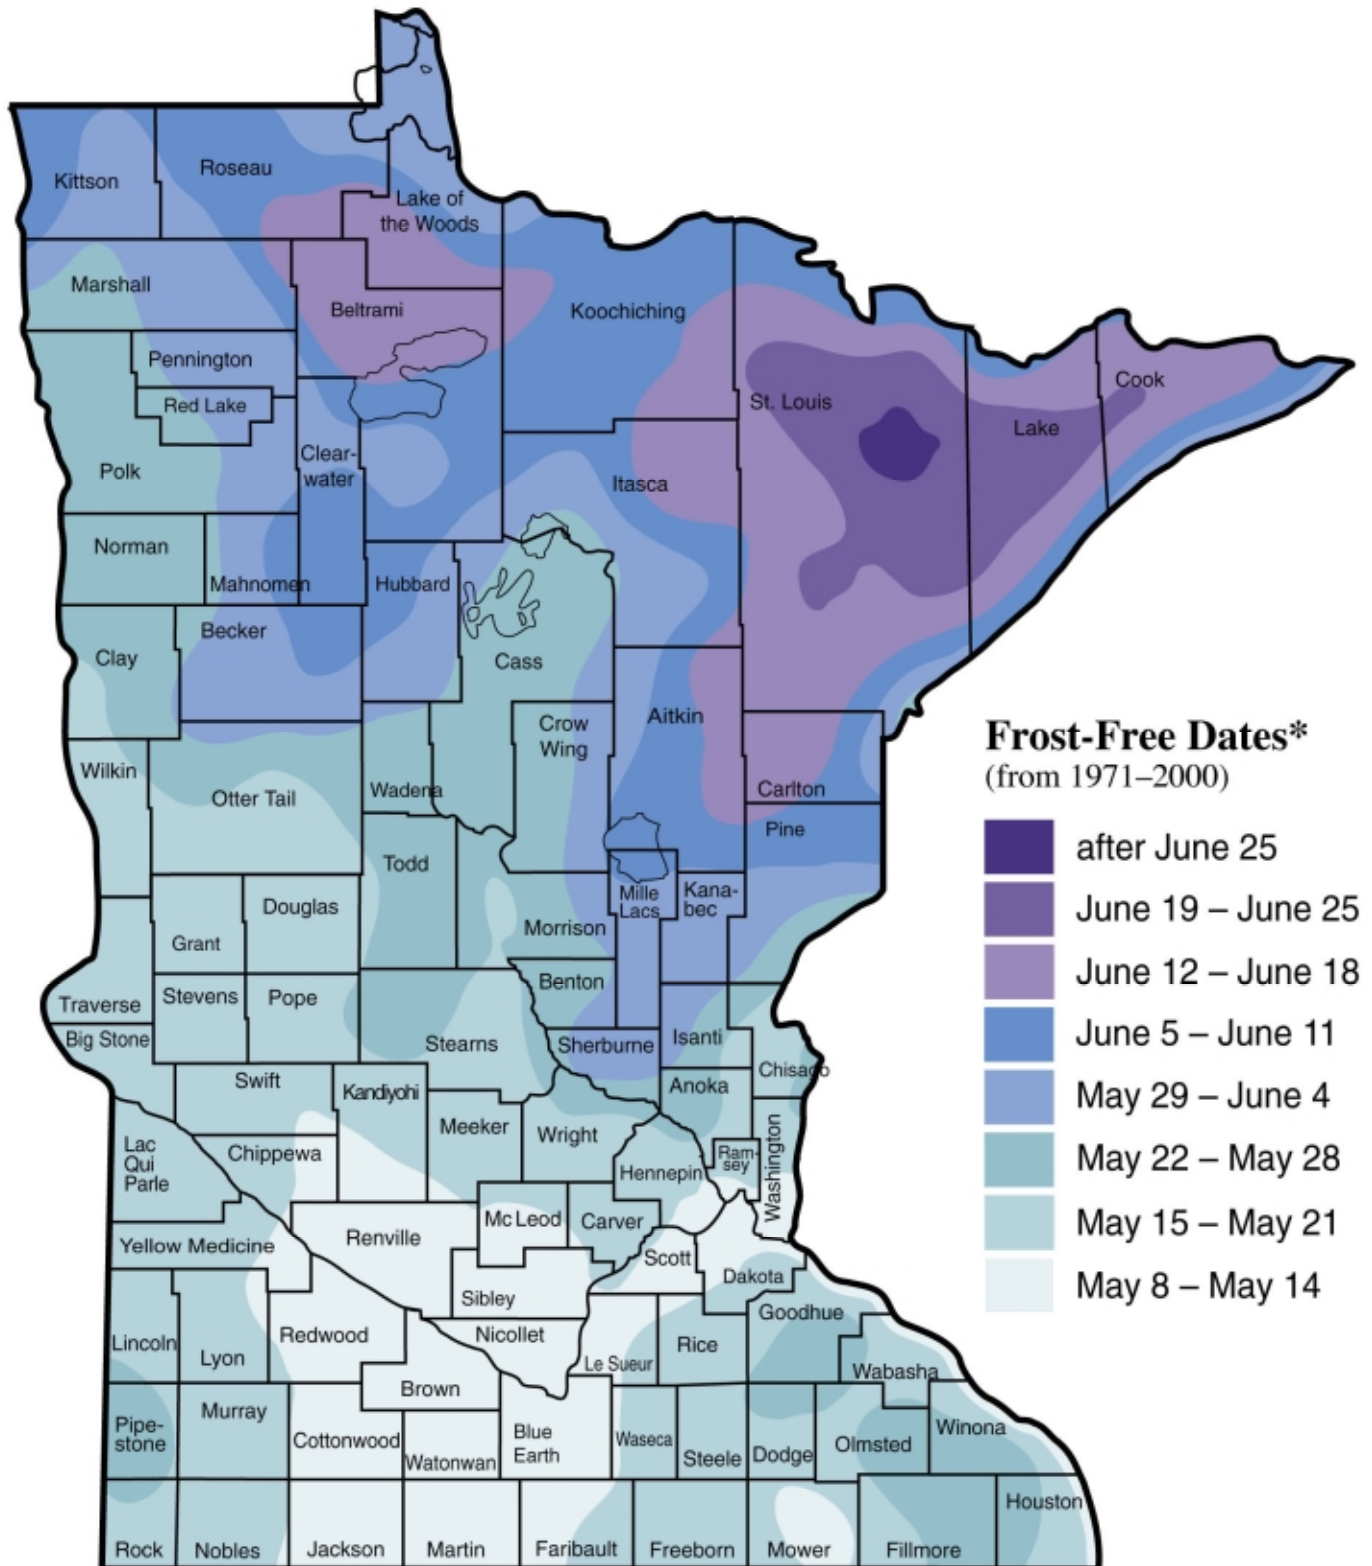 Kittson
Roseau
Lake of
the Woods
Marshall
Beltrami
Koochiching
Pennington
Red Lake
Polk
Clear-
water
Itasca
St. Louis
Lake
Cook
Norman
Mahnomen
Hubbard
Becker
Clay
Cass
Crow
Wing
Aitkin
Wilkin
Otter Tail
Wadena
Carlton
Pine
Todd
Mille
Lacs
Kana-
bec
Douglas
Grant
Morrison
Traverse
Stevens
Pope
Benton
Big Stone
Stearns
Sherburne
Isanti
Chisago
Swift
Kandiyohi
Anoka
Meeker
Wright
Lac
Qui
Parle
Chippewa
Hennepin
Ram-
sey
Washington
Renville
Mc Leod
Carver
Yellow Medicine
Scott
Dakota
Sibley
Goodhue
Lincoln
Lyon
Redwood
Nicollet
Le Sueur
Rice
Wabasha
Brown
Pipe-
stone
Murray
Cottonwood
Watonwan
Blue
Earth
Waseca
Steele
Dodge
Olmsted
Winona
Houston
Rock
Nobles
Jackson
Martin
Faribault
Freeborn
Mower
Fillmore
Frost-Free Dates*
(from 1971–2000)
after June 25
June 19 – June 25
June 12 – June 18
June 5 – June 11
May 29 – June 4
May 22 – May 28
May 15 – May 21
May 8 – May 14